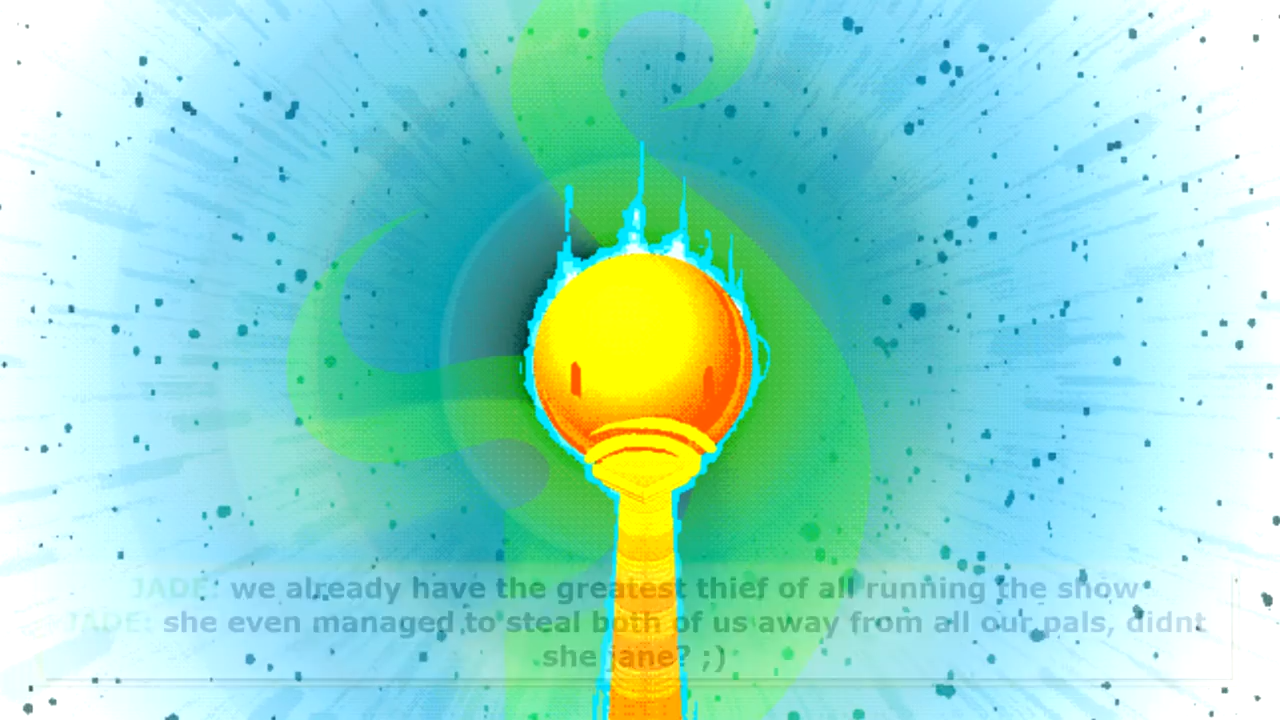 JADE: we already have the greatest thief of all running the show
JADE: she even managed to steal both of us away from all our pals, didnt
she jane? ;)